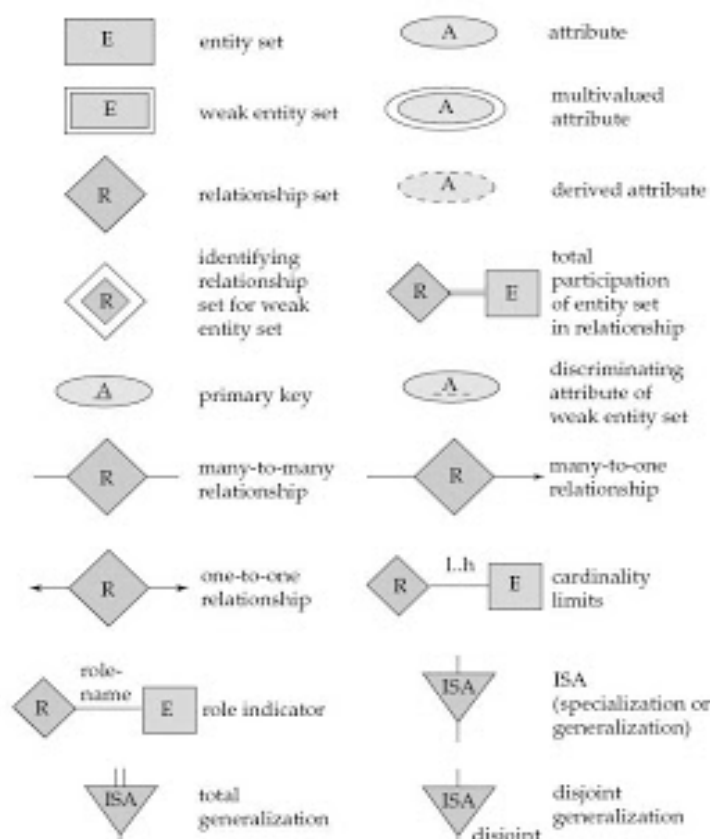 E
entity set
A
attribute
E
weak entity set
A
multivalued
attribute
R
relationship set
A
derived attribute
R
identifying
relationship
set for weak
entity set
R
E
total
participation
of entity set
in relationship
A
primary key
A
discriminating
attribute of
weak entity set
R
many-to-many
relationship
R
many-to-one
relationship
R
one-to-one
relationship
R
l..h
E
cardinality
limits
R
role-
name
E
role indicator
ISA
ISA
(specialization or
generalization)
ISA
total
generalization
ISA
disjoint
disjoint
generalization